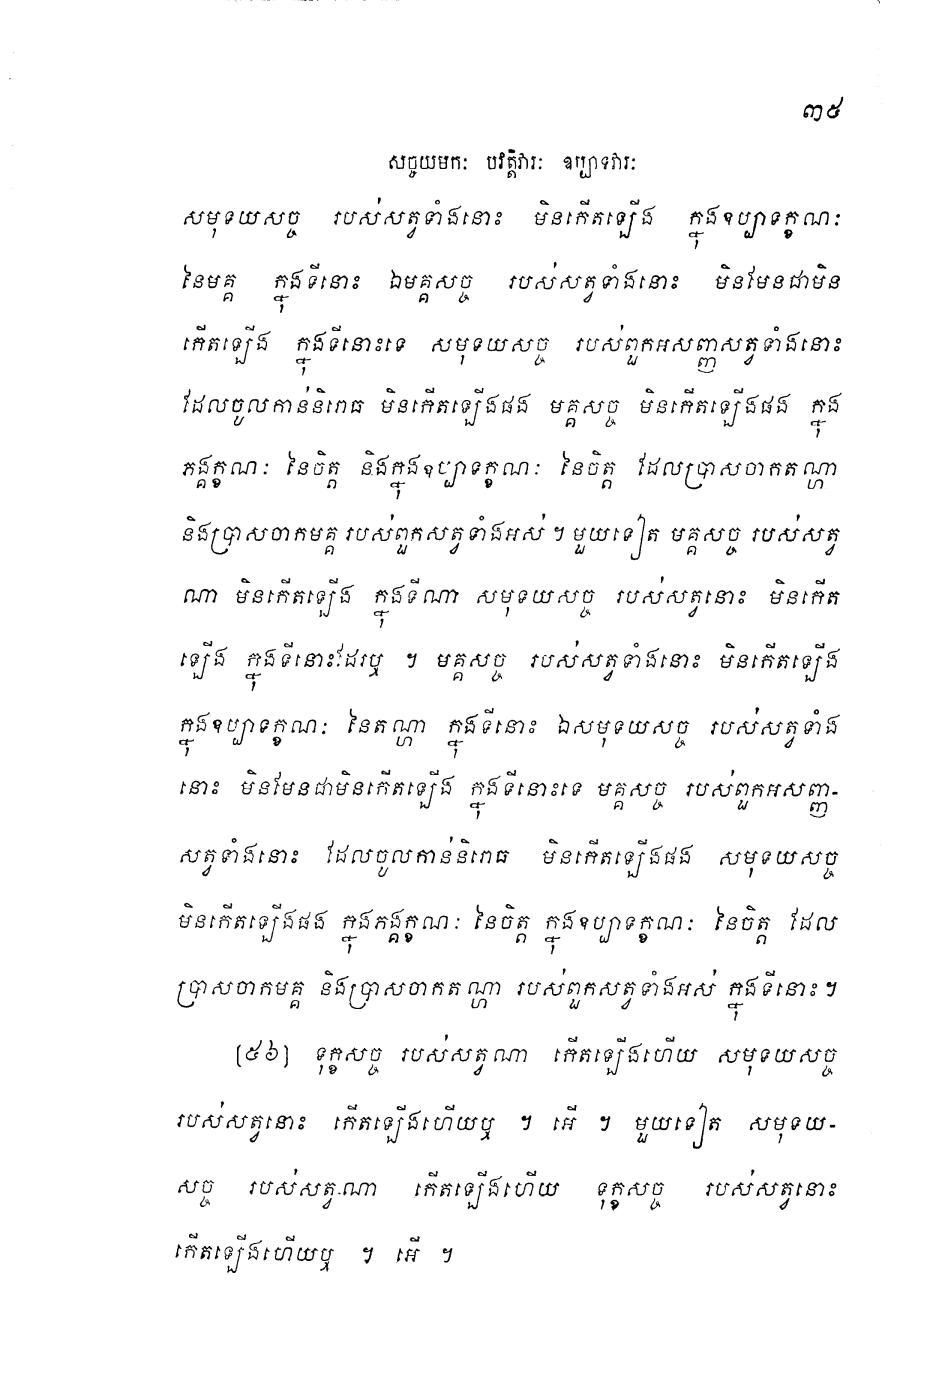 ៣៥
សច្ចយមកៈ បវត្តិវារៈ ឧប្បាទវារៈ
សមុទយសច្ច របស់សត្វទាំងនោះ មិនកើតឡើង ក្នុងឧប្បាទក្ខណៈ
នៃមគ្គ ក្នុងទីនោះ ឯមគ្គសច្ច របស់សត្វទាំងនោះ មិនមែនជាមិន
កើតឡើង ក្នុងទីនោះទេ សមុទយសច្ច របស់ពួកអសញ្ញសត្វទាំងនោះ
ដែលចូលកាន់និរោធ មិនកើតឡើងផង មគ្គសច្ច មិនកើតឡើងផង ក្នុង
ភង្គក្ខណៈ នៃចិត្ត និងក្នុងឧប្បាទក្ខណៈ នៃចិត្ត ដែលប្រាសចាកតណ្ហា
និងប្រាសចាកមគ្គ របស់ពួកសត្វទាំងអស់ ។ មួយទៀត មគ្គសច្ច របស់សត្វ
ណា មិនកើតឡើង ក្នុងទីណា សមុទយសច្ច របស់សត្វនោះ មិនកើត
ឡើង ក្នុងទីនោះដែរឬ ។ មគ្គសច្ច របស់សត្វទាំងនោះ មិនកើតឡើង
ក្នុងឧប្បាទក្ខណៈ នៃតណ្ហា ក្នុងទីនោះ ឯសមុទយសច្ច របស់សត្វទាំង
នោះ មិនមែនជាមិនកើតឡើង ក្នុងទីនោះទេ មគ្គសច្ច របស់ពួកអសញ្ញ-
សត្វទាំងនោះ ដែលចូលកាន់និរោធ មិនកើតឡើងផង សមុទយសច្ច
មិនកើតឡើងផង ក្នុងភង្គក្ខណៈ នៃចិត្ត ក្នុងឧប្បាទក្ខណៈ នៃចិត្ត ដែល
ប្រាសចាកមគ្គ និងប្រាសចាកតណ្ហា របស់ពួកសត្វទាំងអស់ ក្នុងទីនោះ ។
(៥៦) ទុក្ខសច្ច របស់សត្វណា កើតឡើងហើយ សមុទយសច្ច
របស់សត្វនោះ កើតឡើងហើយឬ ។ អើ ។ មួយទៀត សមុទយ-
សច្ច របស់សត្វណា កើតឡើងហើយ ទុក្ខសច្ច របស់សត្វនោះ
កើតឡើងហើយឬ ។ អើ ។